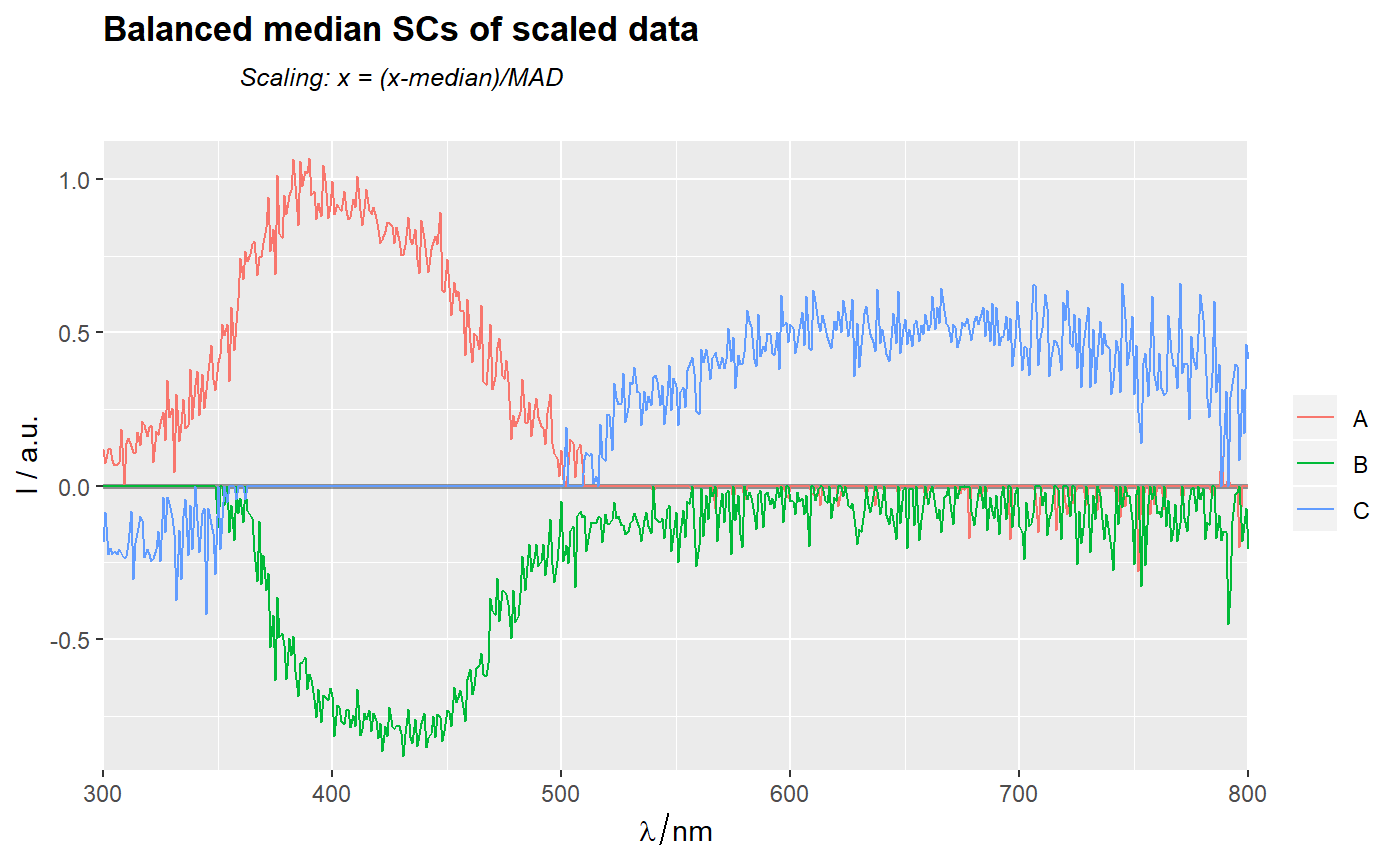 Balanced median SCs of scaled data
Scaling: x = (x-median)/MAD
1.0
0.5
0.0
-0.5
I / a.u.
300 400 500 600 700 800
λ/nm
A
B
C